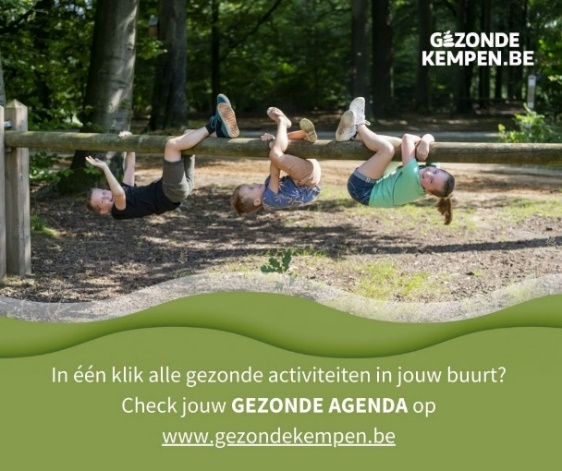 GEZONDE
KEMPEN.BE
In één klik alle gezonde activiteiten in jouw buurt?
Check jouw GEZONDE AGENDA op
www.gezondekempen.be